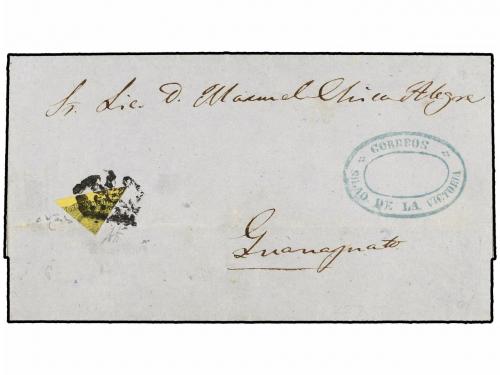 Sr. Lic. D. Manuel Chico Alegre
CORREOS
SILAO DE LA VICTORIA
Guanajuato